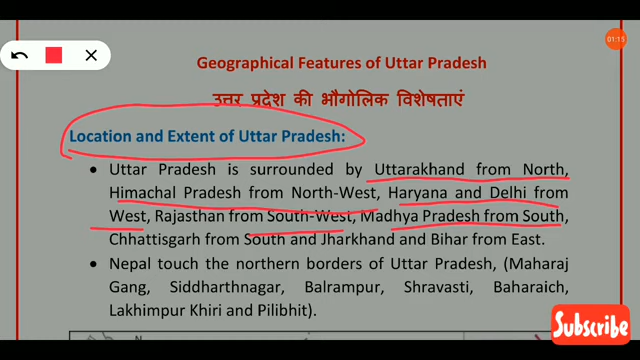 01:15
Geographical Features of Uttar Pradesh
उत्तर प्रदेश की भौगोलिक विशेषताएं
Location and Extent of Uttar Pradesh:
• Uttar Pradesh is surrounded by Uttarakhand from North,
Himachal Pradesh from North-West, Haryana and Delhi from
West, Rajasthan from South-West, Madhya Pradesh from South,
Chhattisgarh from South and Jharkhand and Bihar from East.
• Nepal touch the northern borders of Uttar Pradesh, (Maharaj
Gang, Siddharthnagar, Balrampur, Shravasti, Baharaich,
Lakhimpur Khiri and Pilibhit).
Subscribe
N